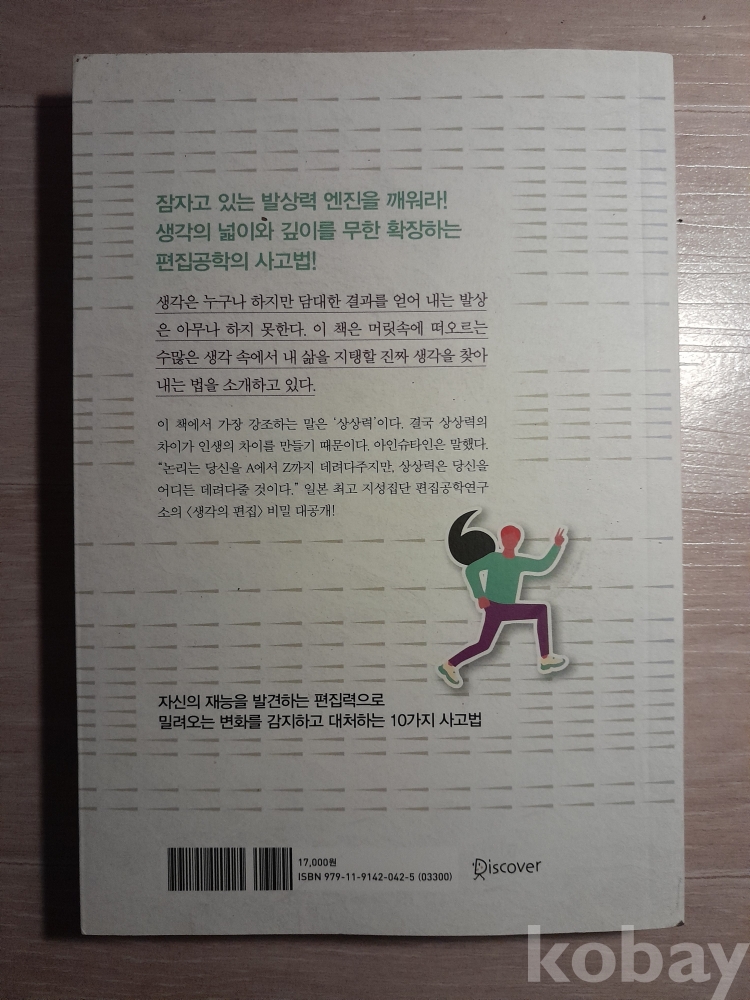 잠자고 있는 발상력 엔진을 깨워라!
생각의 넓이와 깊이를 무한 확장하는
편집공학의 사고법!
생각은 누구나 하지만 담대한 결과를 얻어 내는 발상
은 아무나 하지 못한다. 이 책은 머릿속에 떠오르는
수많은 생각 속에서 내 삶을 지탱할 진짜 생각을 찾아
내는 법을 소개하고 있다.
이 책에서 가장 강조하는 말은 ‘상상력’이다. 결국 상상력의
차이가 인생의 차이를 만들기 때문이다. 아인슈타인은 말했다.
“논리는 당신을 A에서 Z까지 데려다주지만, 상상력은 당신을
어디든 데려다줄 것이다.” 일본 최고 지성집단 편집공학연구
소의 〈생각의 편집〉 비밀 대공개!
자신의 재능을 발견하는 편집력으로
밀려오는 변화를 감지하고 대처하는 10가지 사고법
17,000원
ISBN 979-11-9142-042-5 (03300)
Discover
kobay